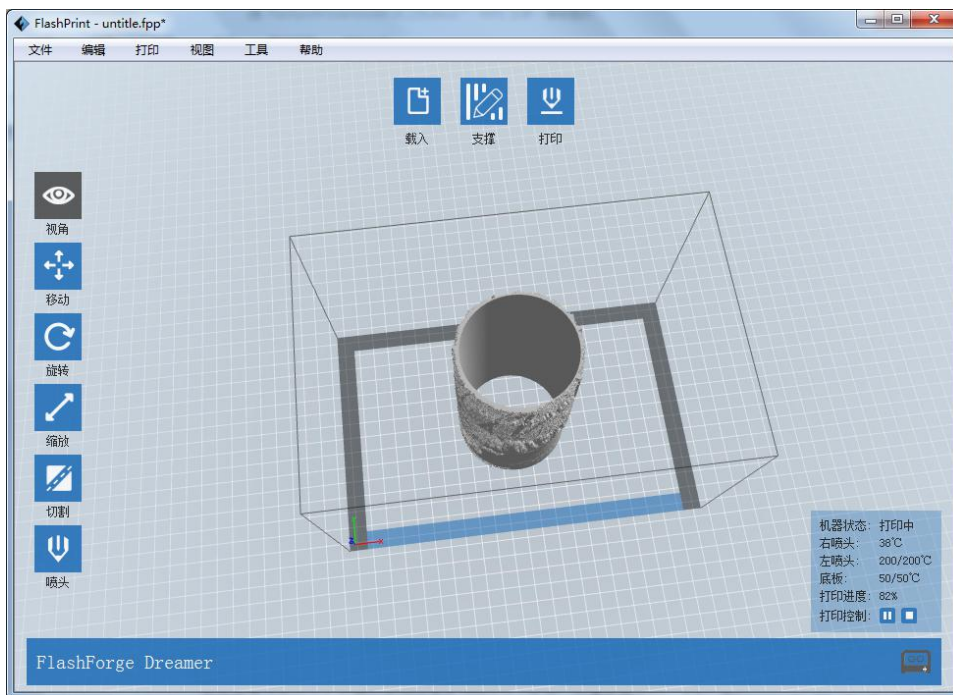 FlashPrint - untitle.fpp*
文件 编辑 打印 视图 工具 帮助
载入 支撑 打印
视角
移动
旋转
缩放
切割
喷头
机器状态: 打印中
右喷头: 38℃
左喷头: 200/200℃
底板: 50/50℃
打印进度: 82%
打印控制:
FlashForge Dreamer